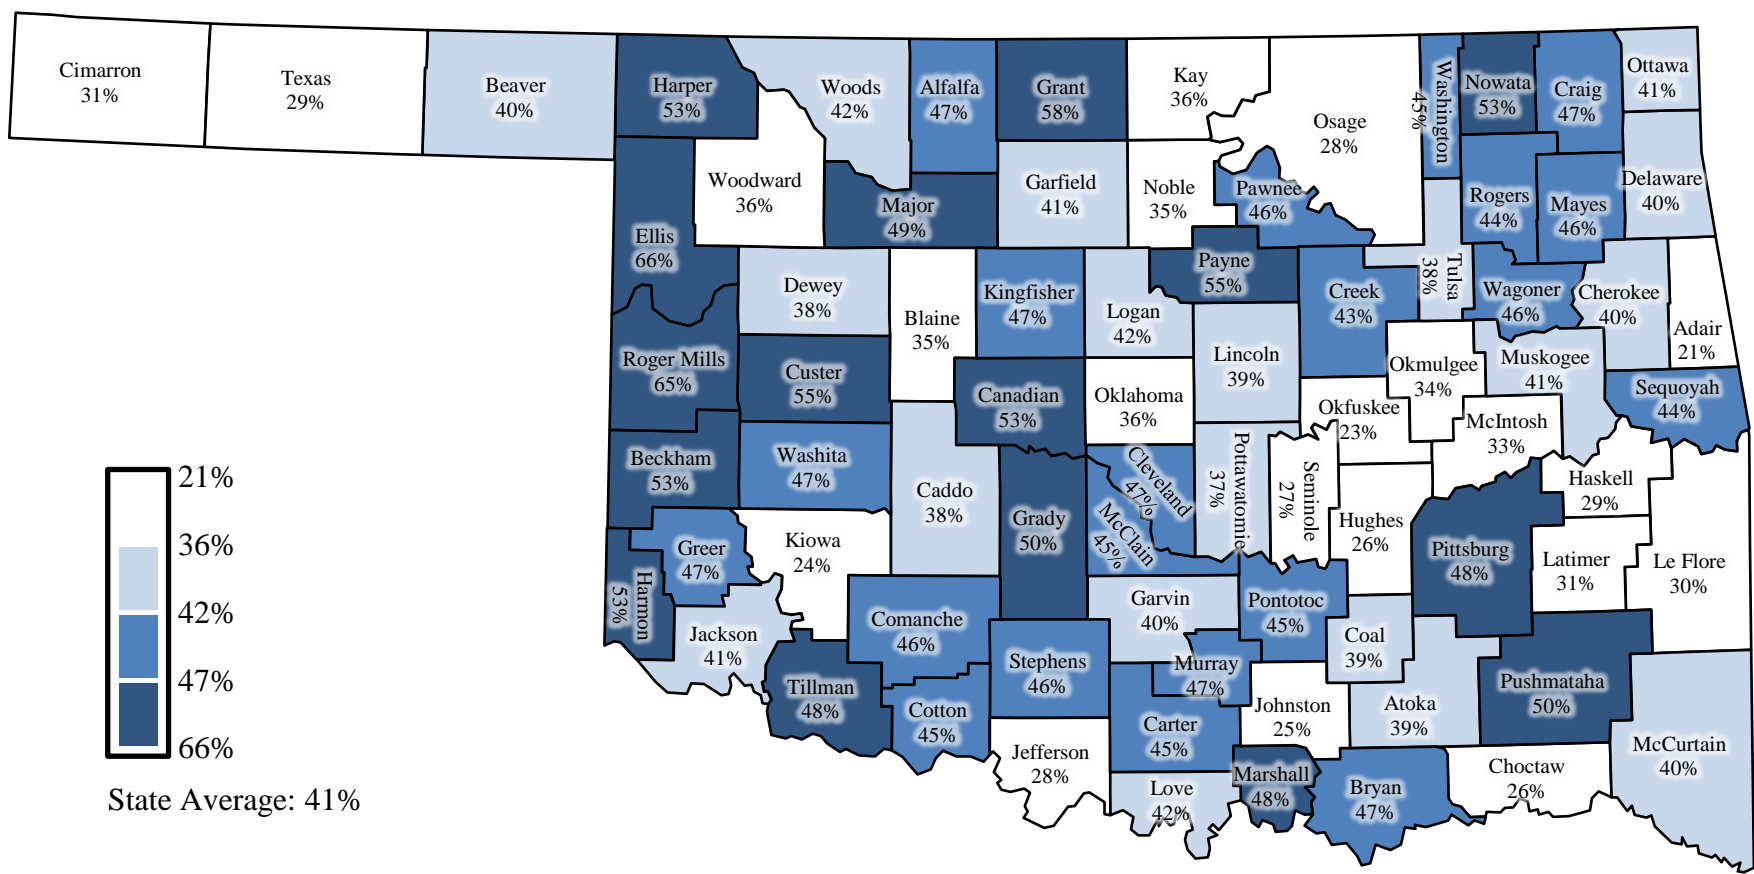 Cimarron
31%
Texas
29%
Beaver
40%
Harper
53%
Woods
42%
Alfalfa
47%
Grant
58%
Kay
36%
Osage
28%
Washington
45%
Nowata
53%
Craig
47%
Ottawa
41%
Woodward
36%
Major
49%
Garfield
41%
Noble
35%
Pawnee
46%
Rogers
44%
Mayes
46%
Delaware
40%
Ellis
66%
Dewey
38%
Blaine
35%
Kingfisher
47%
Logan
42%
Payne
55%
Creek
43%
Tulsa
38%
Wagoner
46%
Cherokee
40%
Adair
21%
Roger Mills
65%
Custer
55%
Canadian
53%
Oklahoma
36%
Lincoln
39%
Okmulgee
34%
Muskogee
41%
Sequoyah
44%
Okfuskee
23%
McIntosh
33%
Beckham
53%
Washita
47%
Caddo
38%
Grady
50%
Cleveland
47%
McClain
45%
Pottawatomie
37%
Seminole
27%
Hughes
26%
Pittsburg
48%
Haskell
29%
Latimer
31%
Le Flore
30%
Harmon
53%
Greer
47%
Kiowa
24%
Jackson
41%
Comanche
46%
Garvin
40%
Pontotoc
45%
Coal
39%
Tillman
48%
Cotton
45%
Stephens
46%
Murray
47%
Carter
45%
Johnston
25%
Atoka
39%
Pushmataha
50%
McCurtain
40%
Jefferson
28%
Love
42%
Marshall
48%
Bryan
47%
Choctaw
26%
21%
36%
42%
47%
66%
State Average: 41%